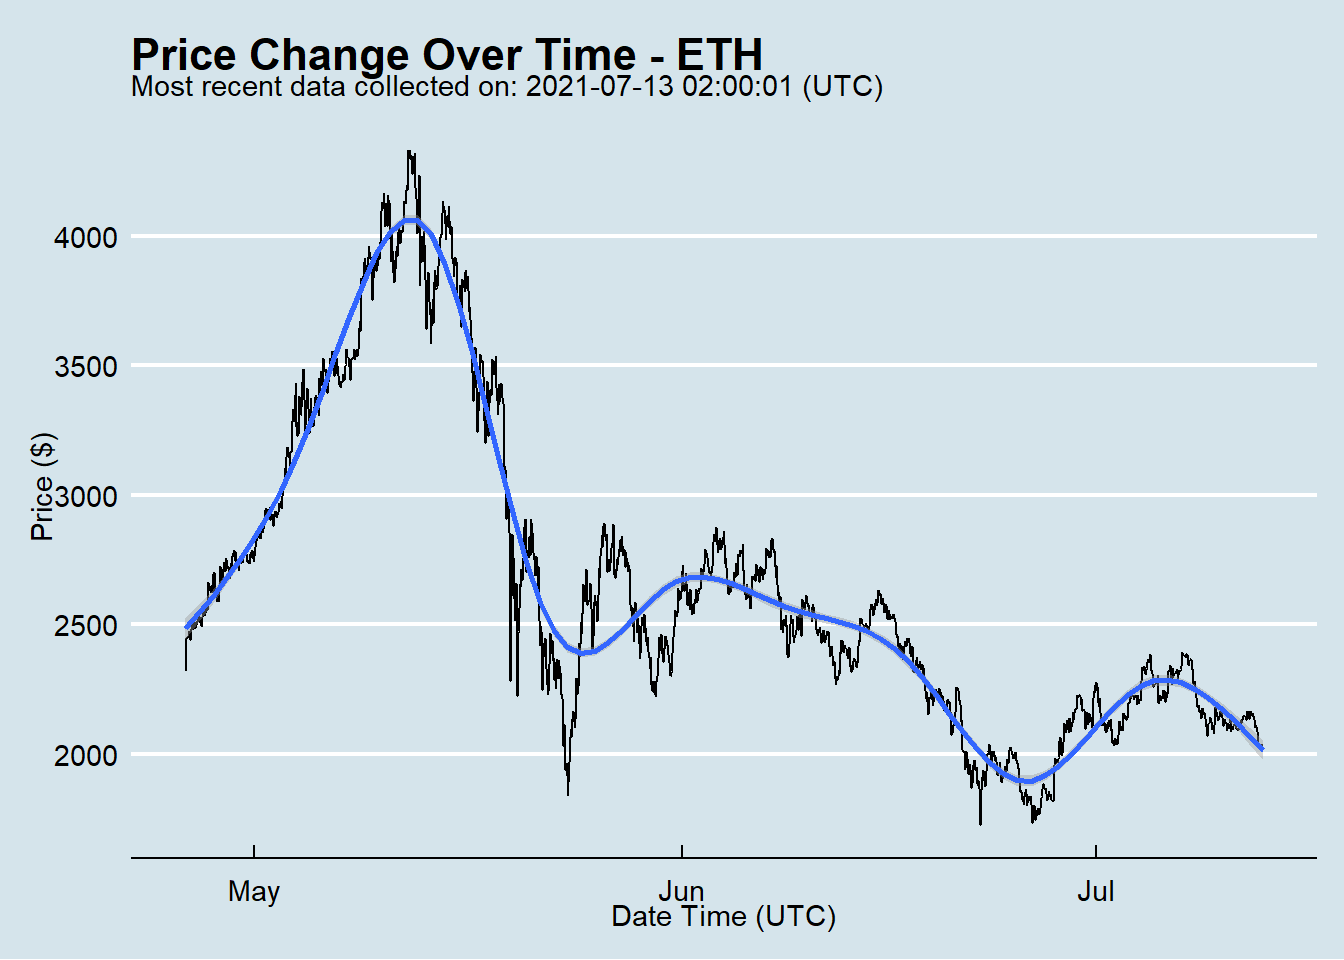 Price Change Over Time - ETH
Most recent data collected on: 2021-07-13 02:00:01 (UTC)
Price ($)
4000
3500
3000
2500
2000
May
Jun
Jul
Date Time (UTC)